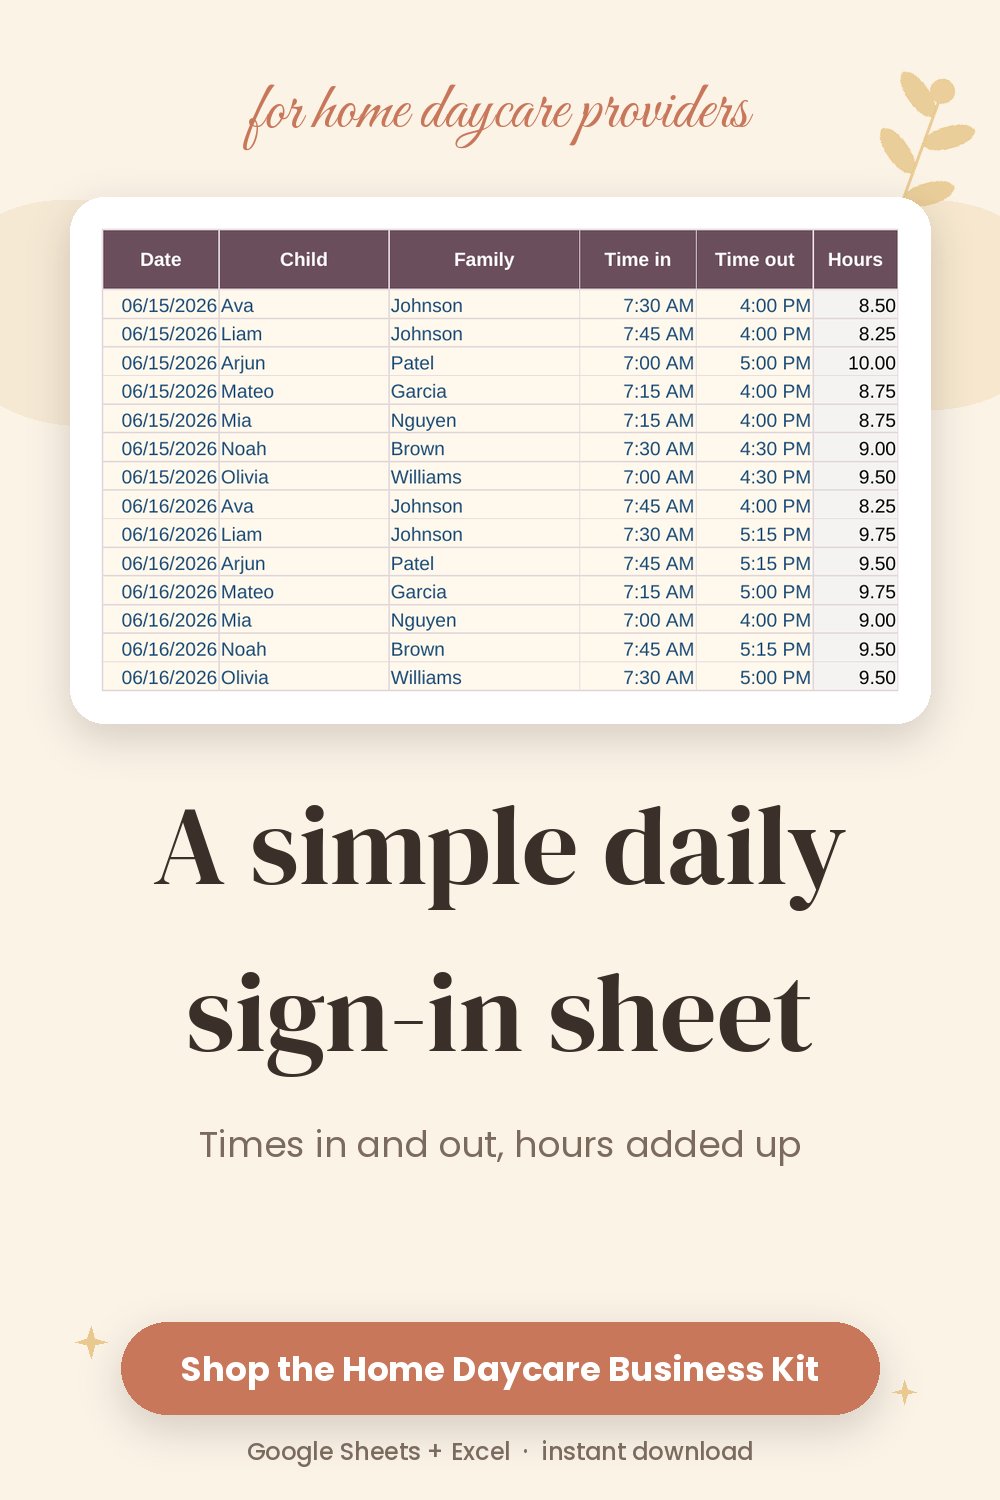 for home daycare providers
Date Child Family Time in Time out Hours
06/15/2026 Ava Johnson 7:30 AM 4:00 PM 8.50
06/15/2026 Liam Johnson 7:45 AM 4:00 PM 8.25
06/15/2026 Arjun Patel 7:00 AM 5:00 PM 10.00
06/15/2026 Mateo Garcia 7:15 AM 4:00 PM 8.75
06/15/2026 Mia Nguyen 7:15 AM 4:00 PM 8.75
06/15/2026 Noah Brown 7:30 AM 4:30 PM 9.00
06/15/2026 Olivia Williams 7:00 AM 4:30 PM 9.50
06/16/2026 Ava Johnson 7:45 AM 4:00 PM 8.25
06/16/2026 Liam Johnson 7:30 AM 5:15 PM 9.75
06/16/2026 Arjun Patel 7:45 AM 5:15 PM 9.50
06/16/2026 Mateo Garcia 7:15 AM 5:00 PM 9.75
06/16/2026 Mia Nguyen 7:00 AM 4:00 PM 9.00
06/16/2026 Noah Brown 7:45 AM 5:15 PM 9.50
06/16/2026 Olivia Williams 7:30 AM 5:00 PM 9.50
A simple daily
sign-in sheet
Times in and out, hours added up
Shop the Home Daycare Business Kit
Google Sheets + Excel · instant download